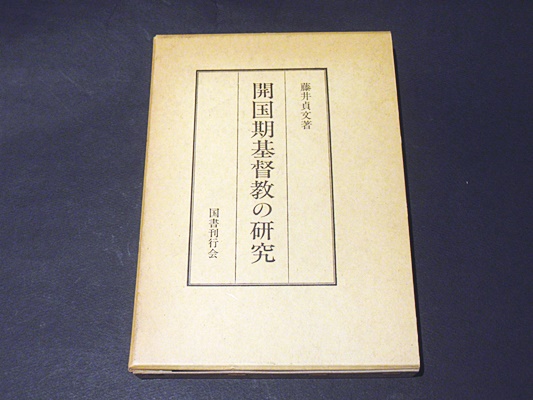 藤井貞文著
開国期基督教の研究
国書刊行会